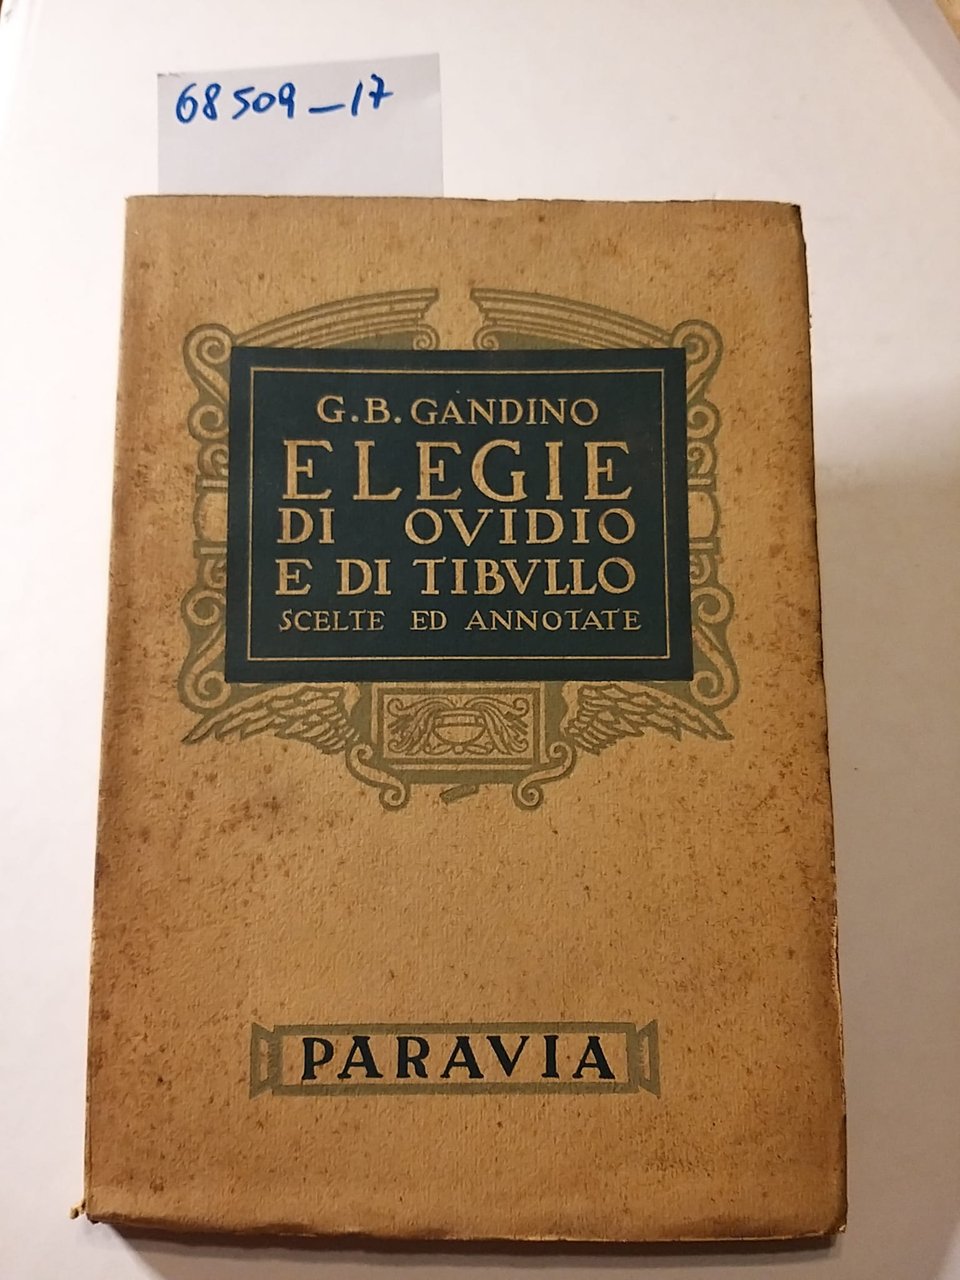 68509_17
G.B. GANDINO
ELEGIE
DI OVIDIO
E DI TIBVLLO
SCELTE ED ANNOTATE
PARAVIA